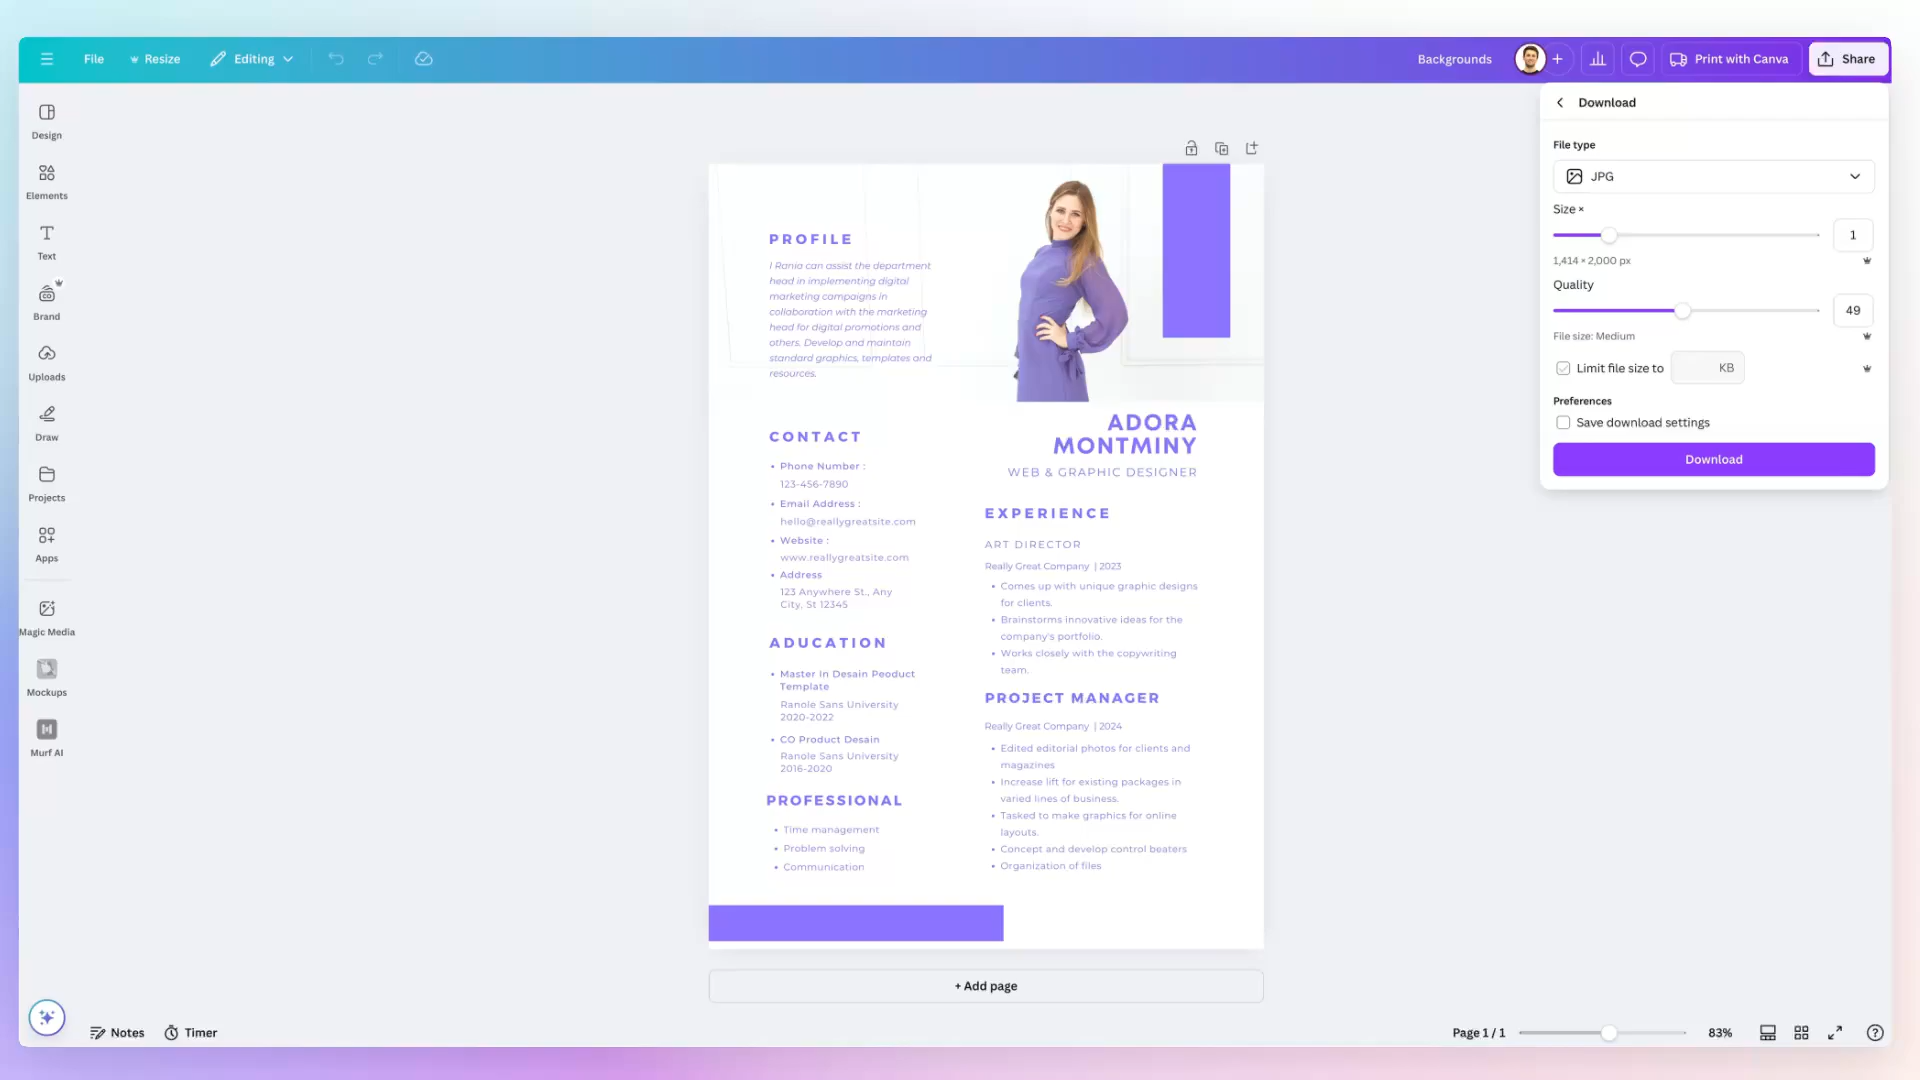 File
Resize
Editing
Backgrounds
Print with Canva
Share
Design
Elements
Text
CO
Brand
Uploads
Draw
Projects
Apps
Magic Media
Mockups
Murf AI
PROFILE
I Rania can assist the department
head in implementing digital
marketing campaigns in
collaboration with the marketing
head for digital promotions and
others. Develop and maintain
standard graphics, templates and
resources.
CONTACT
• Phone Number :
123-456-7890
• Email Address :
hello@reallygreatsite.com
• Website :
www.reallygreatsite.com
• Address
123 Anywhere St., Any
City, St 12345
ADUCATION
• Master In Desain Peoduct
Template
Ranole Sans University
2020-2022
• CO Product Desain
Ranole Sans University
2016-2020
PROFESSIONAL
• Time management
• Problem solving
• Communication
ADORA
MONTMINY
WEB & GRAPHIC DESIGNER
EXPERIENCE
ART DIRECTOR
Really Great Company | 2023
• Comes up with unique graphic designs
for clients.
• Brainstorms innovative ideas for the
company's portfolio.
• Works closely with the copywriting
team.
PROJECT MANAGER
Really Great Company | 2024
• Edited editorial photos for clients and
magazines
• Increase lift for existing packages in
varied lines of business.
• Tasked to make graphics for online
layouts.
• Concept and develop control beaters
• Organization of files
+ Add page
Download
File type
JPG
Size ×
1
1,414 × 2,000 px
Quality
49
File size: Medium
Limit file size to
KB
Preferences
Save download settings
Download
Notes
Timer
Page 1 / 1
83%